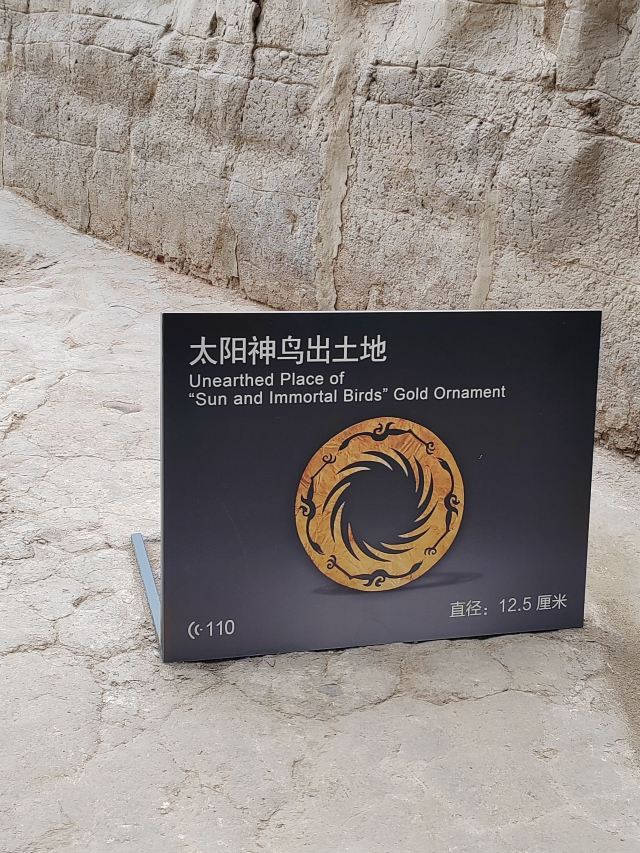 太阳神鸟出土地
Unearthed Place of
“Sun and Immortal Birds” Gold Ornament
110
直径：12.5 厘米